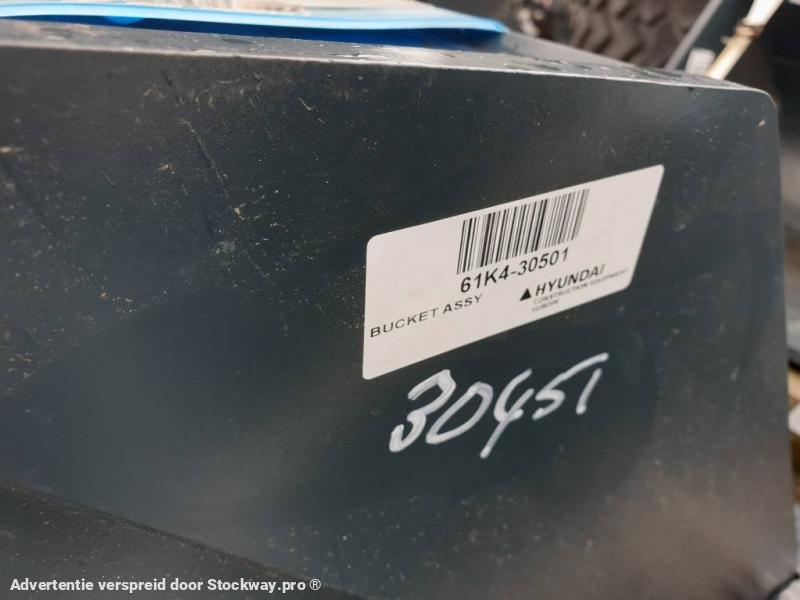 61K4-30501
BUCKET ASSY
HYUNDAI
CONSTRUCTION EQUIPMENT
EUROPE
30451
Advertentie verspreid door Stockway.pro ®